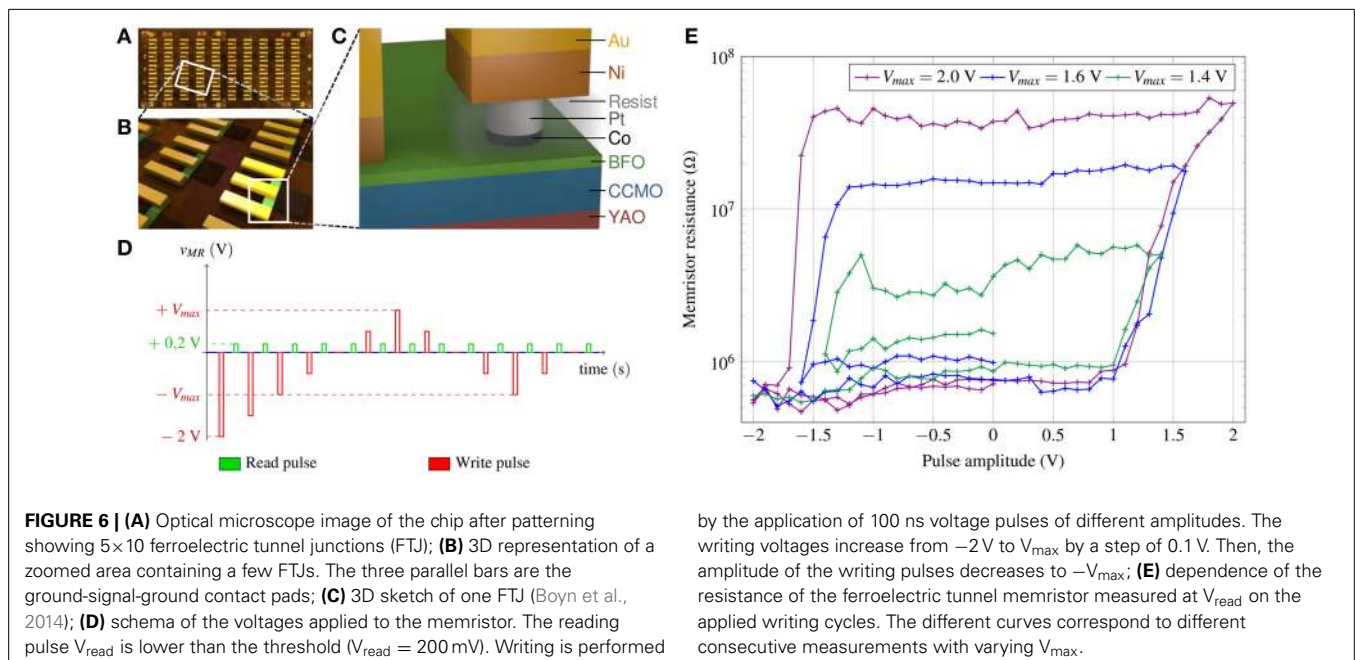 A
B
C
Au
Ni
Resist
Pt
Co
BFO
CCMO
YAO
D
v_MR (V)
+ V_max
+ 0,2 V
− V_max
− 2 V
time (s)
Read pulse
Write pulse
E
V_max = 2.0 V V_max = 1.6 V V_max = 1.4 V
10^8
10^7
10^6
Memristor resistance (Ω)
−2 −1.5 −1 −0.5 0 0.5 1 1.5 2
Pulse amplitude (V)
FIGURE 6 | (A) Optical microscope image of the chip after patterning
showing 5×10 ferroelectric tunnel junctions (FTJ); (B) 3D representation of a
zoomed area containing a few FTJs. The three parallel bars are the
ground-signal-ground contact pads; (C) 3D sketch of one FTJ (Boyn et al.,
2014); (D) schema of the voltages applied to the memristor. The reading
pulse V_read is lower than the threshold (V_read = 200 mV). Writing is performed
by the application of 100 ns voltage pulses of different amplitudes. The
writing voltages increase from −2 V to V_max by a step of 0.1 V. Then, the
amplitude of the writing pulses decreases to −V_max; (E) dependence of the
resistance of the ferroelectric tunnel memristor measured at V_read on the
applied writing cycles. The different curves correspond to different
consecutive measurements with varying V_max.